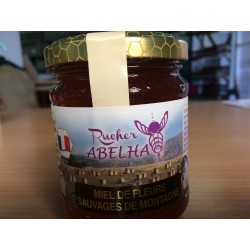 Rucher
ABELHA
MIEL DE FLEURS
SAUVAGES DE MONTAGNE